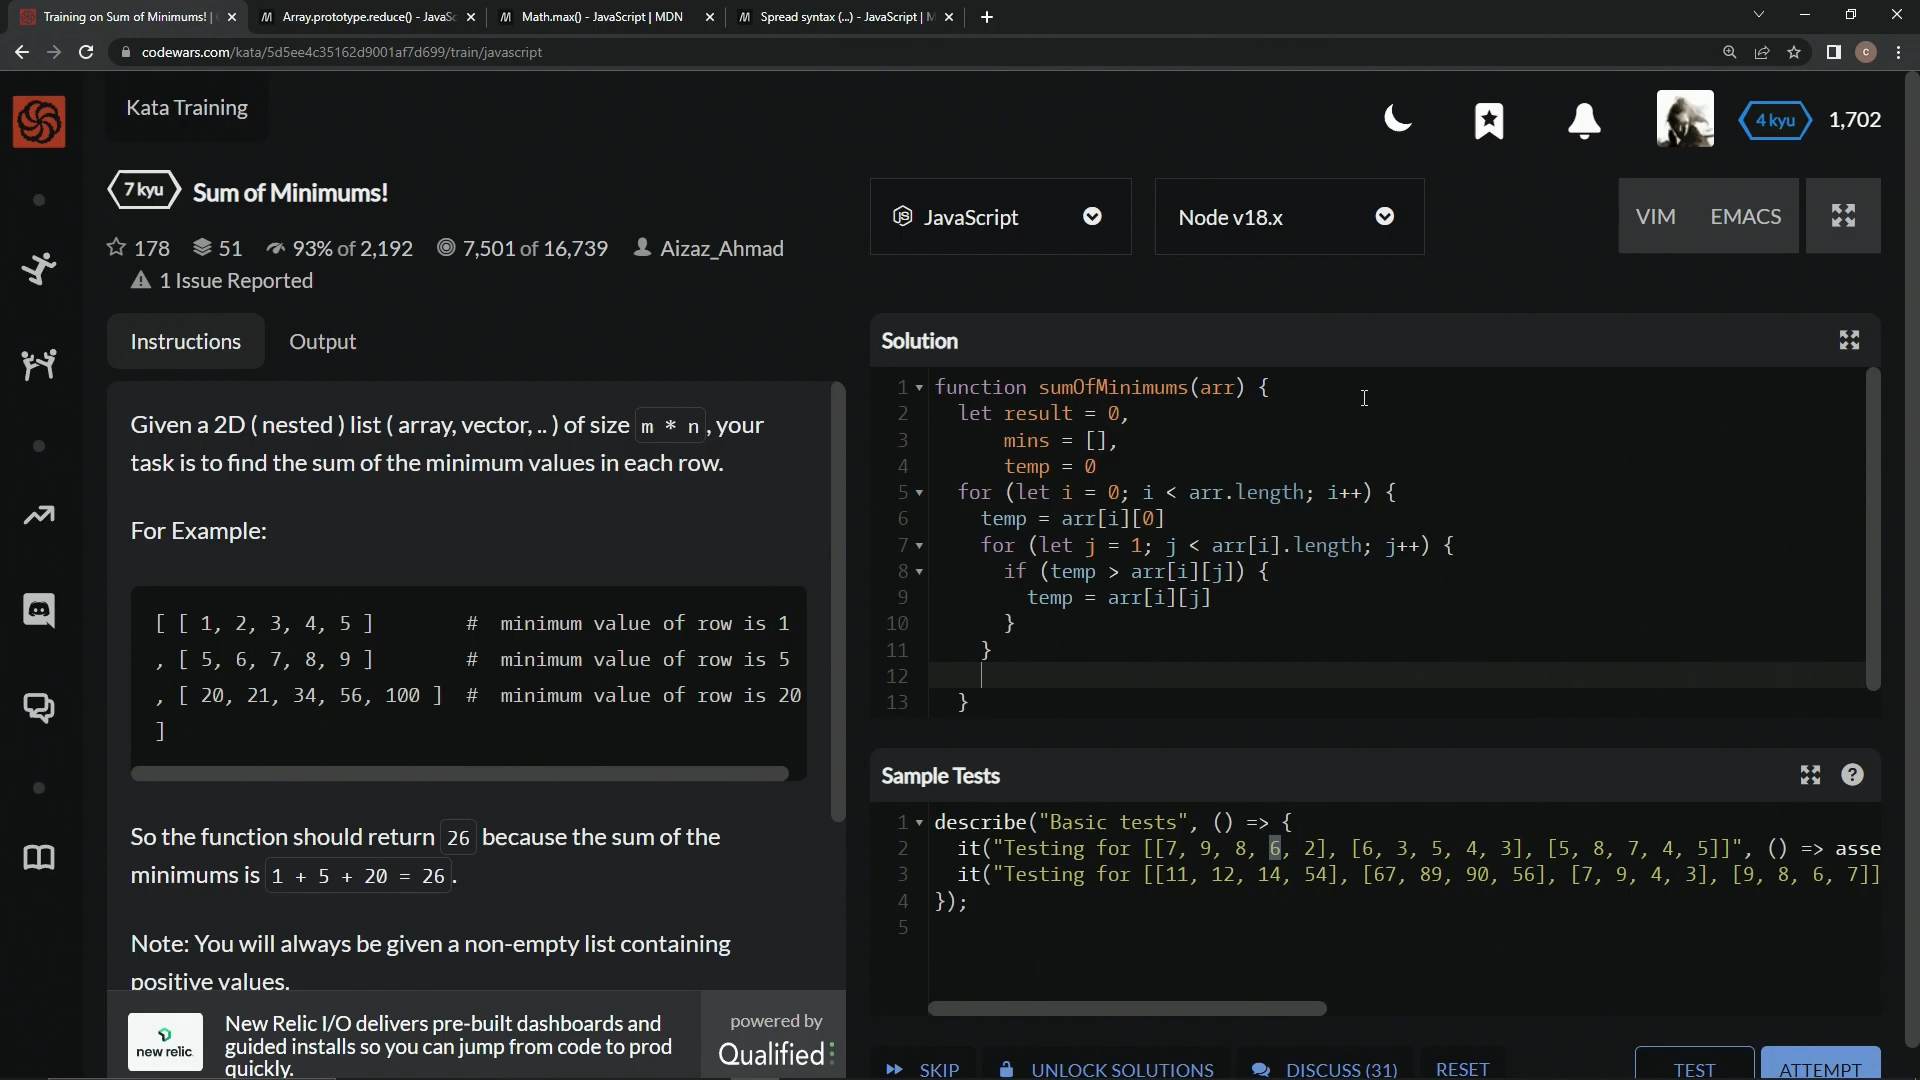 Training on Sum of Minimums! |
Array.prototype.reduce() - JavaSc
Math.max() - JavaScript | MDN
Spread syntax (...) - JavaScript | M
codewars.com/kata/5d5ee4c35162d9001af7d699/train/javascript
C
Kata Training
4 kyu
1,702
7 kyu
Sum of Minimums!
178
51
93% of 2,192
7,501 of 16,739
Aizaz_Ahmad
1 Issue Reported
JavaScript
Node v18.x
VIM
EMACS
Instructions
Output
Given a 2D ( nested ) list ( array, vector, .. ) of size m * n, your
task is to find the sum of the minimum values in each row.
For Example:
[ [ 1, 2, 3, 4, 5 ]        #  minimum value of row is 1
, [ 5, 6, 7, 8, 9 ]        #  minimum value of row is 5
, [ 20, 21, 34, 56, 100 ]  #  minimum value of row is 20
]
So the function should return 26 because the sum of the
minimums is 1 + 5 + 20 = 26.
Note: You will always be given a non-empty list containing
positive values.
new relic.
New Relic I/O delivers pre-built dashboards and
guided installs so you can jump from code to prod
quickly.
powered by
Qualified
Solution
1 function sumOfMinimums(arr) {
2   let result = 0,
3       mins = [],
4       temp = 0
5   for (let i = 0; i < arr.length; i++) {
6     temp = arr[i][0]
7     for (let j = 1; j < arr[i].length; j++) {
8       if (temp > arr[i][j]) {
9         temp = arr[i][j]
10       }
11     }
12
13   }
Sample Tests
?
1 describe("Basic tests", () => {
2   it("Testing for [[7, 9, 8, 6, 2], [6, 3, 5, 4, 3], [5, 8, 7, 4, 5]]", () => asse
3   it("Testing for [[11, 12, 14, 54], [67, 89, 90, 56], [7, 9, 4, 3], [9, 8, 6, 7]]
4 });
5
SKIP
UNLOCK SOLUTIONS
DISCUSS (31)
RESET
TEST
ATTEMPT